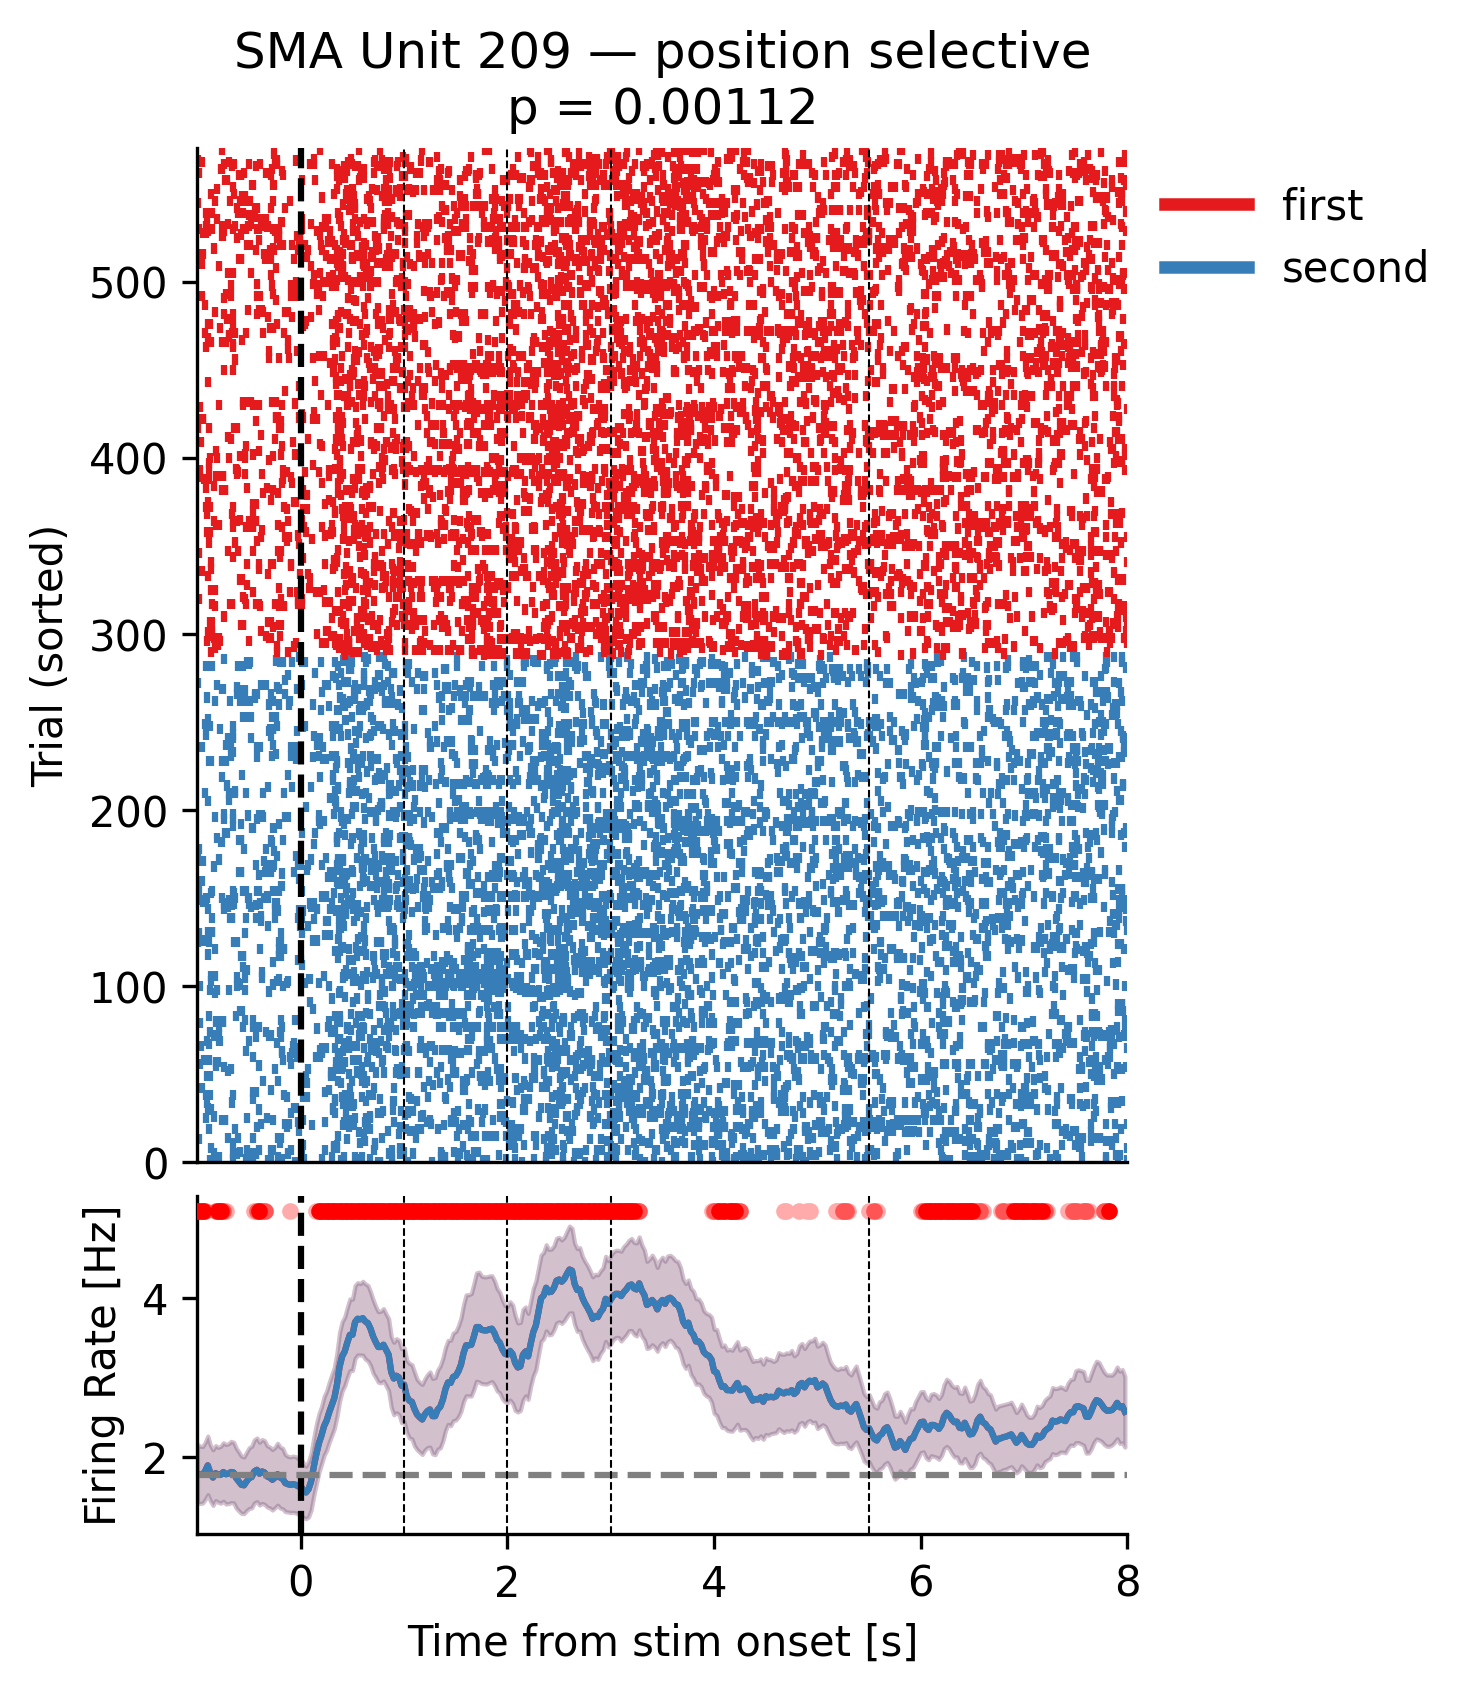 SMA Unit 209 — position selective
p = 0.00112
first
second
Trial (sorted)
500
400
300
200
100
0
Firing Rate [Hz]
4
2
0
2
4
6
8
Time from stim onset [s]